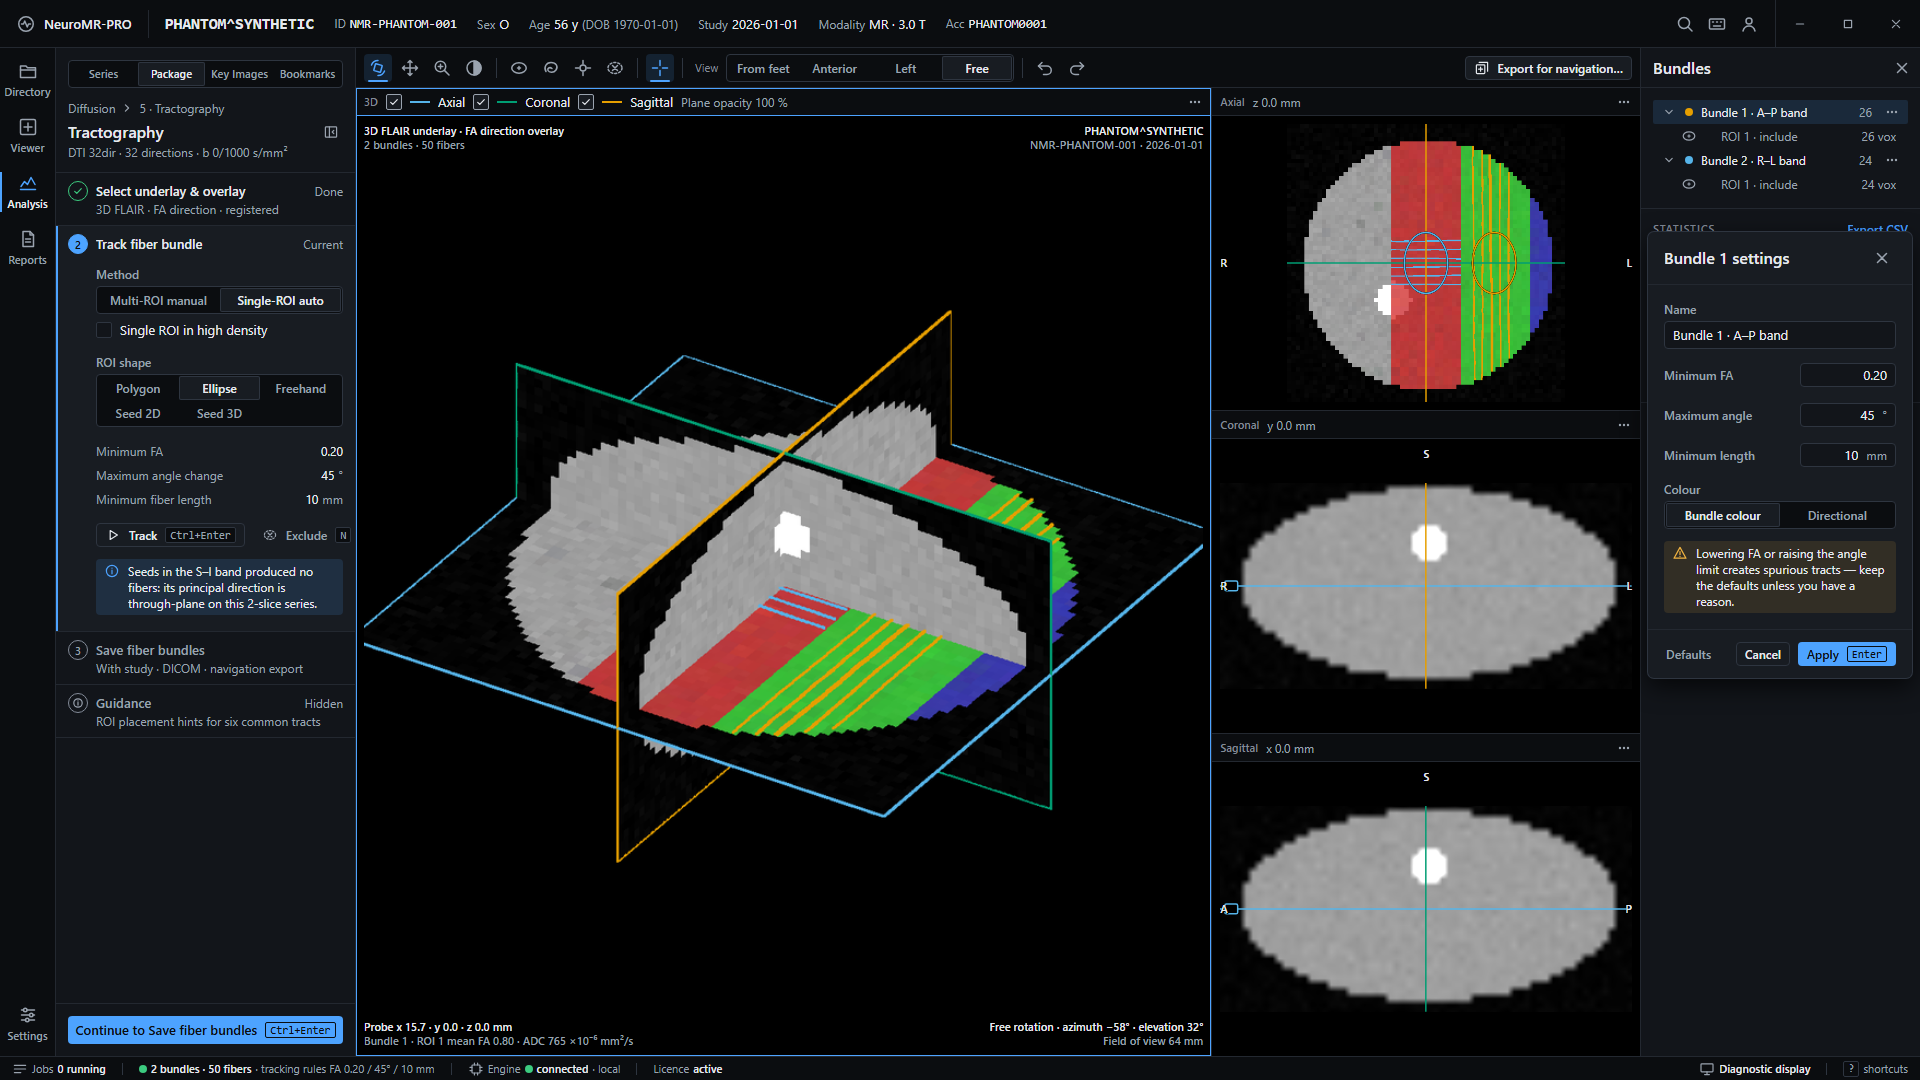 NeuroMR-PRO
PHANTOM^SYNTHETIC
ID NMR-PHANTOM-001
Sex O
Age 56 y (DOB 1970-01-01)
Study 2026-01-01
Modality MR · 3.0 T
Acc PHANTOM0001
Directory
Viewer
Analysis
Reports
Settings
Series
Package
Key Images
Bookmarks
Diffusion > 5 · Tractography
Tractography
DTI 32dir · 32 directions · b 0/1000 s/mm²
Select underlay & overlay
Done
3D FLAIR · FA direction · registered
2
Track fiber bundle
Current
Method
Multi-ROI manual
Single-ROI auto
Single ROI in high density
ROI shape
Polygon
Ellipse
Freehand
Seed 2D
Seed 3D
Minimum FA
0.20
Maximum angle change
45 °
Minimum fiber length
10 mm
Track Ctrl+Enter
Exclude N
Seeds in the S–I band produced no
fibers: its principal direction is
through-plane on this 2-slice series.
3
Save fiber bundles
With study · DICOM · navigation export
Guidance
Hidden
ROI placement hints for six common tracts
Continue to Save fiber bundles Ctrl+Enter
View
From feet
Anterior
Left
Free
Export for navigation...
3D
Axial
Coronal
Sagittal
Plane opacity 100 %
3D FLAIR underlay · FA direction overlay
2 bundles · 50 fibers
PHANTOM^SYNTHETIC
NMR-PHANTOM-001 · 2026-01-01
Probe x 15.7 · y 0.0 · z 0.0 mm
Bundle 1 · ROI 1 mean FA 0.80 · ADC 765 ×10⁻⁶ mm²/s
Free rotation · azimuth −58° · elevation 32°
Field of view 64 mm
Axial z 0.0 mm
R
L
Coronal y 0.0 mm
S
R
L
Sagittal x 0.0 mm
S
A
P
Bundles
Bundle 1 · A–P band
26
ROI 1 · include
26 vox
Bundle 2 · R–L band
24
ROI 1 · include
24 vox
STATISTICS
Export CSV
Bundle 1 settings
Name
Bundle 1 · A–P band
Minimum FA
0.20
Maximum angle
45 °
Minimum length
10 mm
Colour
Bundle colour
Directional
Lowering FA or raising the angle
limit creates spurious tracts — keep
the defaults unless you have a
reason.
Defaults
Cancel
Apply Enter
Jobs 0 running
2 bundles · 50 fibers · tracking rules FA 0.20 / 45° / 10 mm
Engine connected · local
Licence active
Diagnostic display
? shortcuts